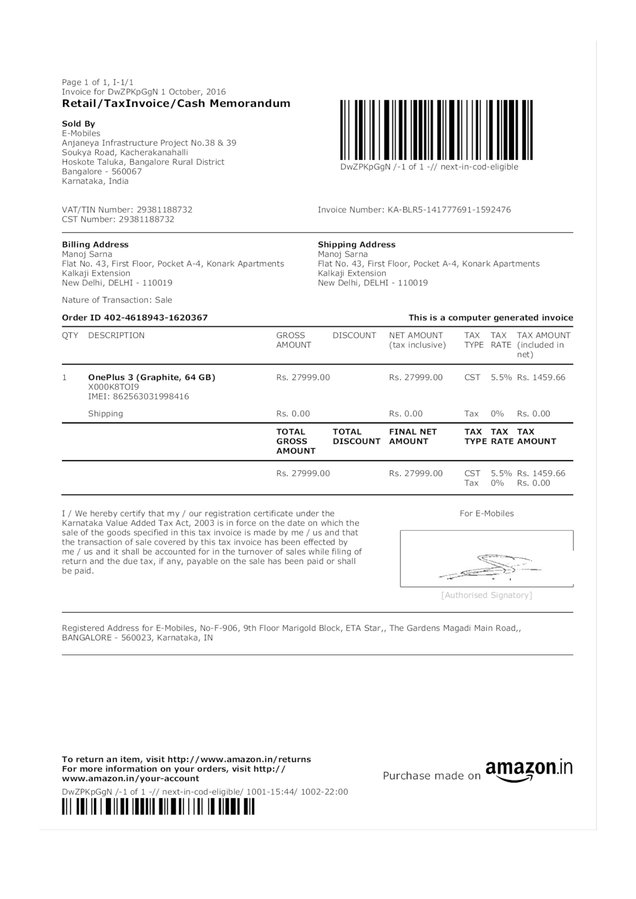 Page 1 of 1, I-1/1
Invoice for DwZPKpGgN 1 October, 2016
Retail/TaxInvoice/Cash Memorandum
Sold By
E-Mobiles
Anjaneya Infrastructure Project No.38 & 39
Soukya Road, Kacherakanahalli
Hoskote Taluka, Bangalore Rural District
Bangalore - 560067
Karnataka, India
DwZPKpGgN /-1 of 1 -// next-in-cod-eligible
VAT/TIN Number: 29381188732
CST Number: 29381188732
Invoice Number: KA-BLR5-141777691-1592476
Billing Address
Manoj Sarna
Flat No. 43, First Floor, Pocket A-4, Konark Apartments
Kalkaji Extension
New Delhi, DELHI - 110019
Shipping Address
Manoj Sarna
Flat No. 43, First Floor, Pocket A-4, Konark Apartments
Kalkaji Extension
New Delhi, DELHI - 110019
Nature of Transaction: Sale
Order ID 402-4618943-1620367 This is a computer generated invoice
QTY DESCRIPTION GROSS AMOUNT DISCOUNT NET AMOUNT (tax inclusive) TAX TYPE TAX RATE TAX AMOUNT (included in net)
1 OnePlus 3 (Graphite, 64 GB) Rs. 27999.00 Rs. 27999.00 CST 5.5% Rs. 1459.66
X000K8TOI9
IMEI: 862563031998416
Shipping Rs. 0.00 Rs. 0.00 Tax 0% Rs. 0.00
TOTAL GROSS AMOUNT TOTAL DISCOUNT FINAL NET AMOUNT TAX TYPE TAX RATE TAX AMOUNT
Rs. 27999.00 Rs. 27999.00 CST 5.5% Rs. 1459.66
Tax 0% Rs. 0.00
I / We hereby certify that my / our registration certificate under the
Karnataka Value Added Tax Act, 2003 is in force on the date on which the
sale of the goods specified in this tax invoice is made by me / us and that
the transaction of sale covered by this tax invoice has been effected by
me / us and it shall be accounted for in the turnover of sales while filing of
return and the due tax, if any, payable on the sale has been paid or shall
be paid.
For E-Mobiles
[Authorised Signatory]
Registered Address for E-Mobiles, No-F-906, 9th Floor Marigold Block, ETA Star,, The Gardens Magadi Main Road,,
BANGALORE - 560023, Karnataka, IN
To return an item, visit http://www.amazon.in/returns
For more information on your orders, visit http://
www.amazon.in/your-account
DwZPKpGgN /-1 of 1 -// next-in-cod-eligible/ 1001-15:44/ 1002-22:00
Purchase made on amazon.in